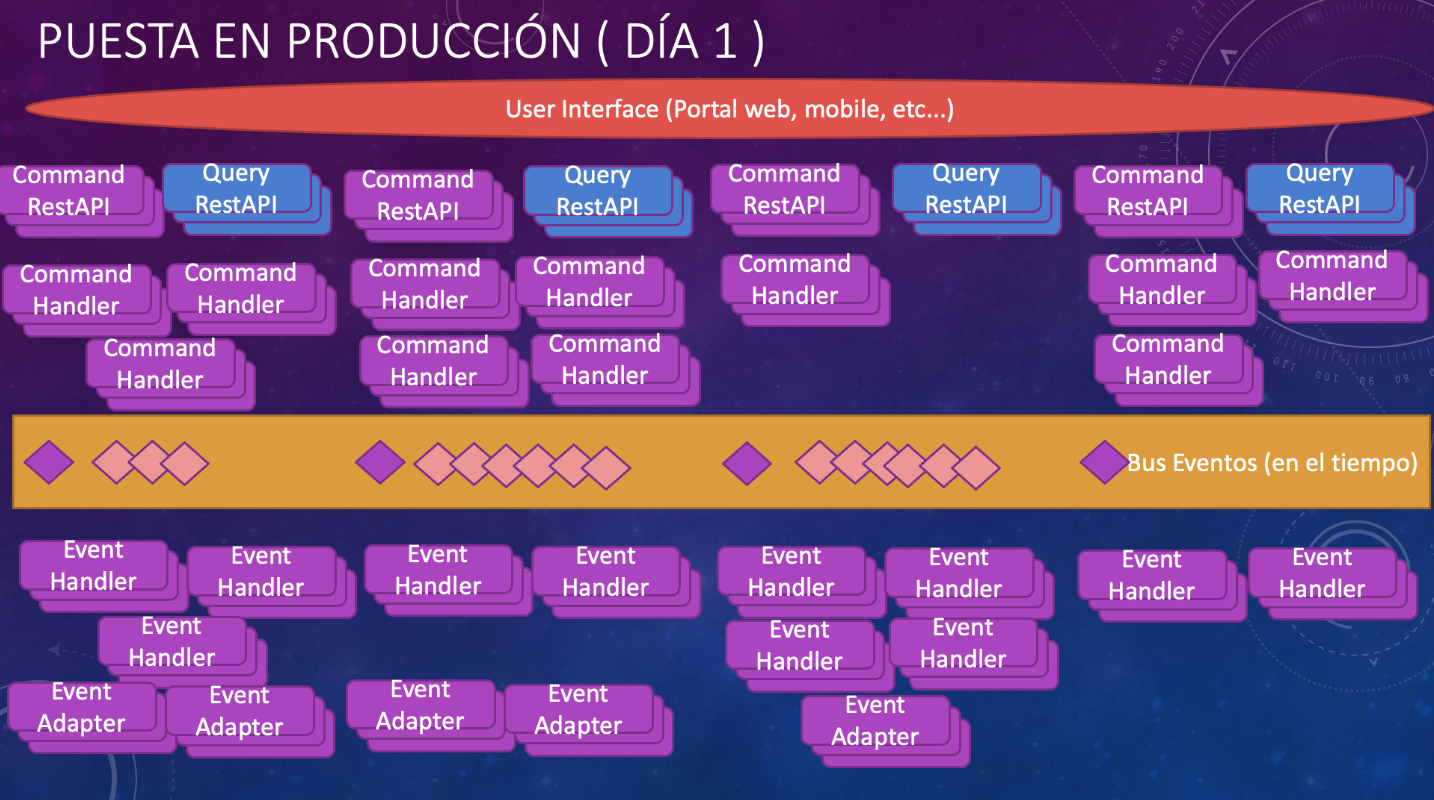 PUESTA EN PRODUCCIÓN ( DÍA 1 )
User Interface (Portal web, mobile, etc...)
Command
RestAPI
Query
RestAPI
Command
RestAPI
Query
RestAPI
Command
RestAPI
Query
RestAPI
Command
RestAPI
Query
RestAPI
Command
Handler
Command
Handler
Command
Handler
Command
Handler
Command
Handler
Command
Handler
Command
Handler
Command
Handler
Command
Handler
Command
Handler
Command
Handler
Bus Eventos (en el tiempo)
Event
Handler
Event
Handler
Event
Handler
Event
Handler
Event
Handler
Event
Handler
Event
Handler
Event
Handler
Event
Handler
Event
Handler
Event
Handler
Event
Adapter
Event
Adapter
Event
Adapter
Event
Adapter
Event
Adapter